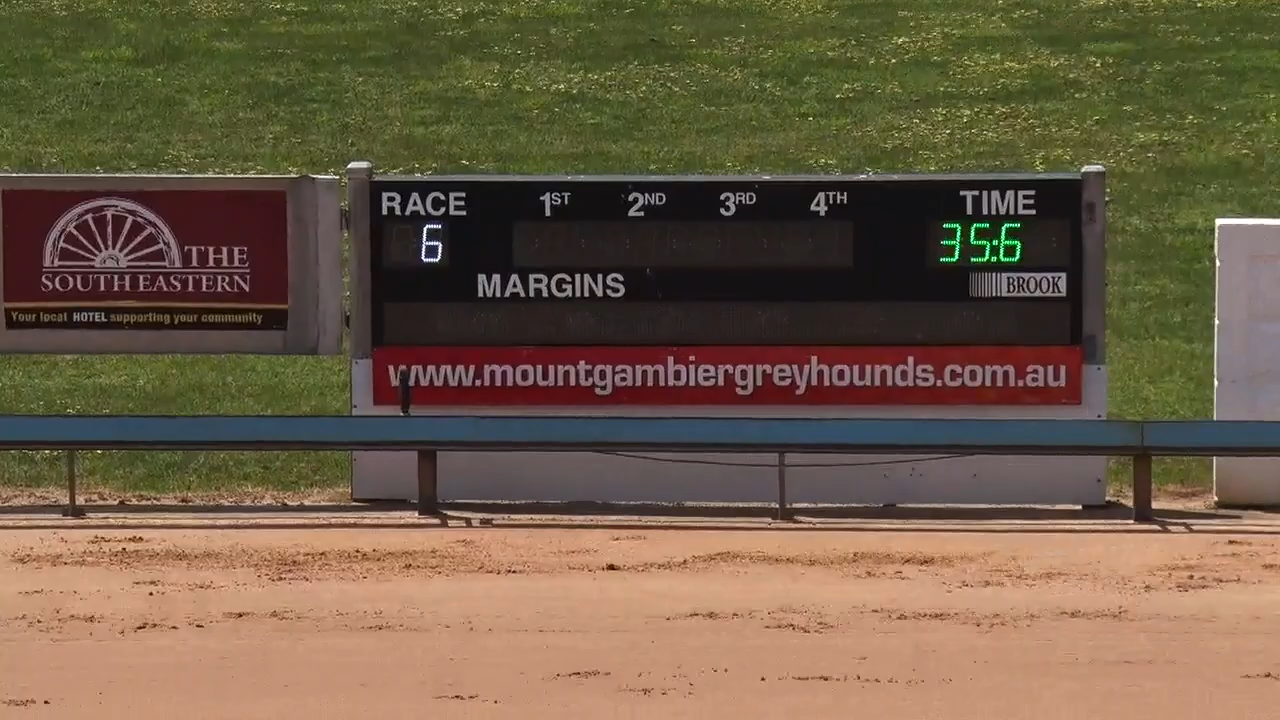 THE
SOUTH EASTERN
Your local HOTEL supporting your community
RACE 1ST 2ND 3RD 4TH TIME
6 35:6
MARGINS BROOK
www.mountgambiergreyhounds.com.au